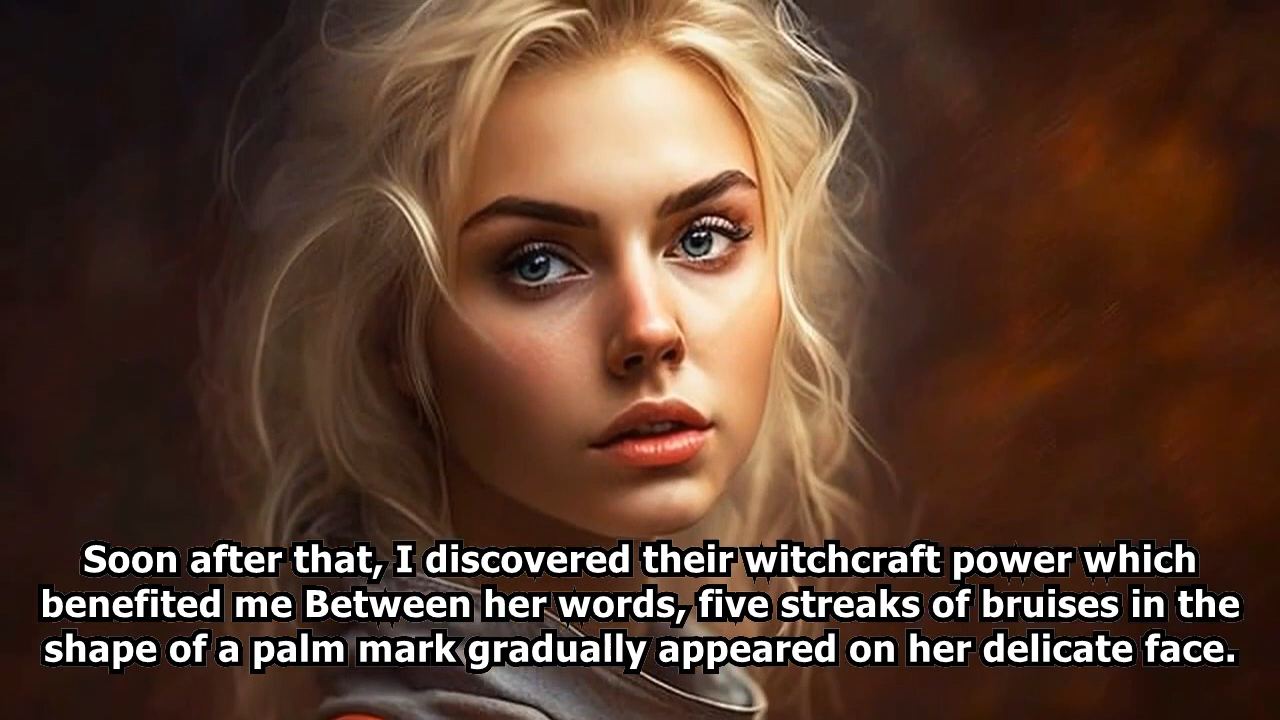 Soon after that, I discovered their witchcraft power which
benefited me Between her words, five streaks of bruises in the
shape of a palm mark gradually appeared on her delicate face.